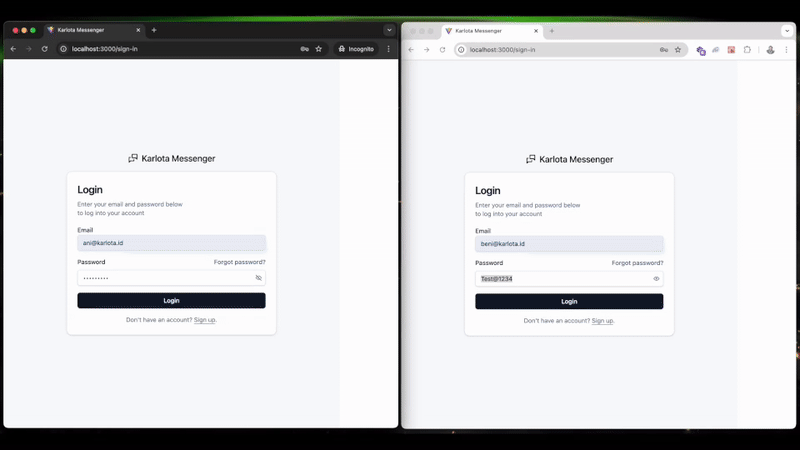 Karlota Messenger
localhost:3000/sign-in
Incognito
Karlota Messenger
Login
Enter your email and password below
to log into your account
Email
ani@karlota.id
Password
Forgot password?
•••••••••
Login
Don't have an account? Sign up.
Karlota Messenger
localhost:3000/sign-in
Karlota Messenger
Login
Enter your email and password below
to log into your account
Email
beni@karlota.id
Password
Forgot password?
Test@1234
Login
Don't have an account? Sign up.